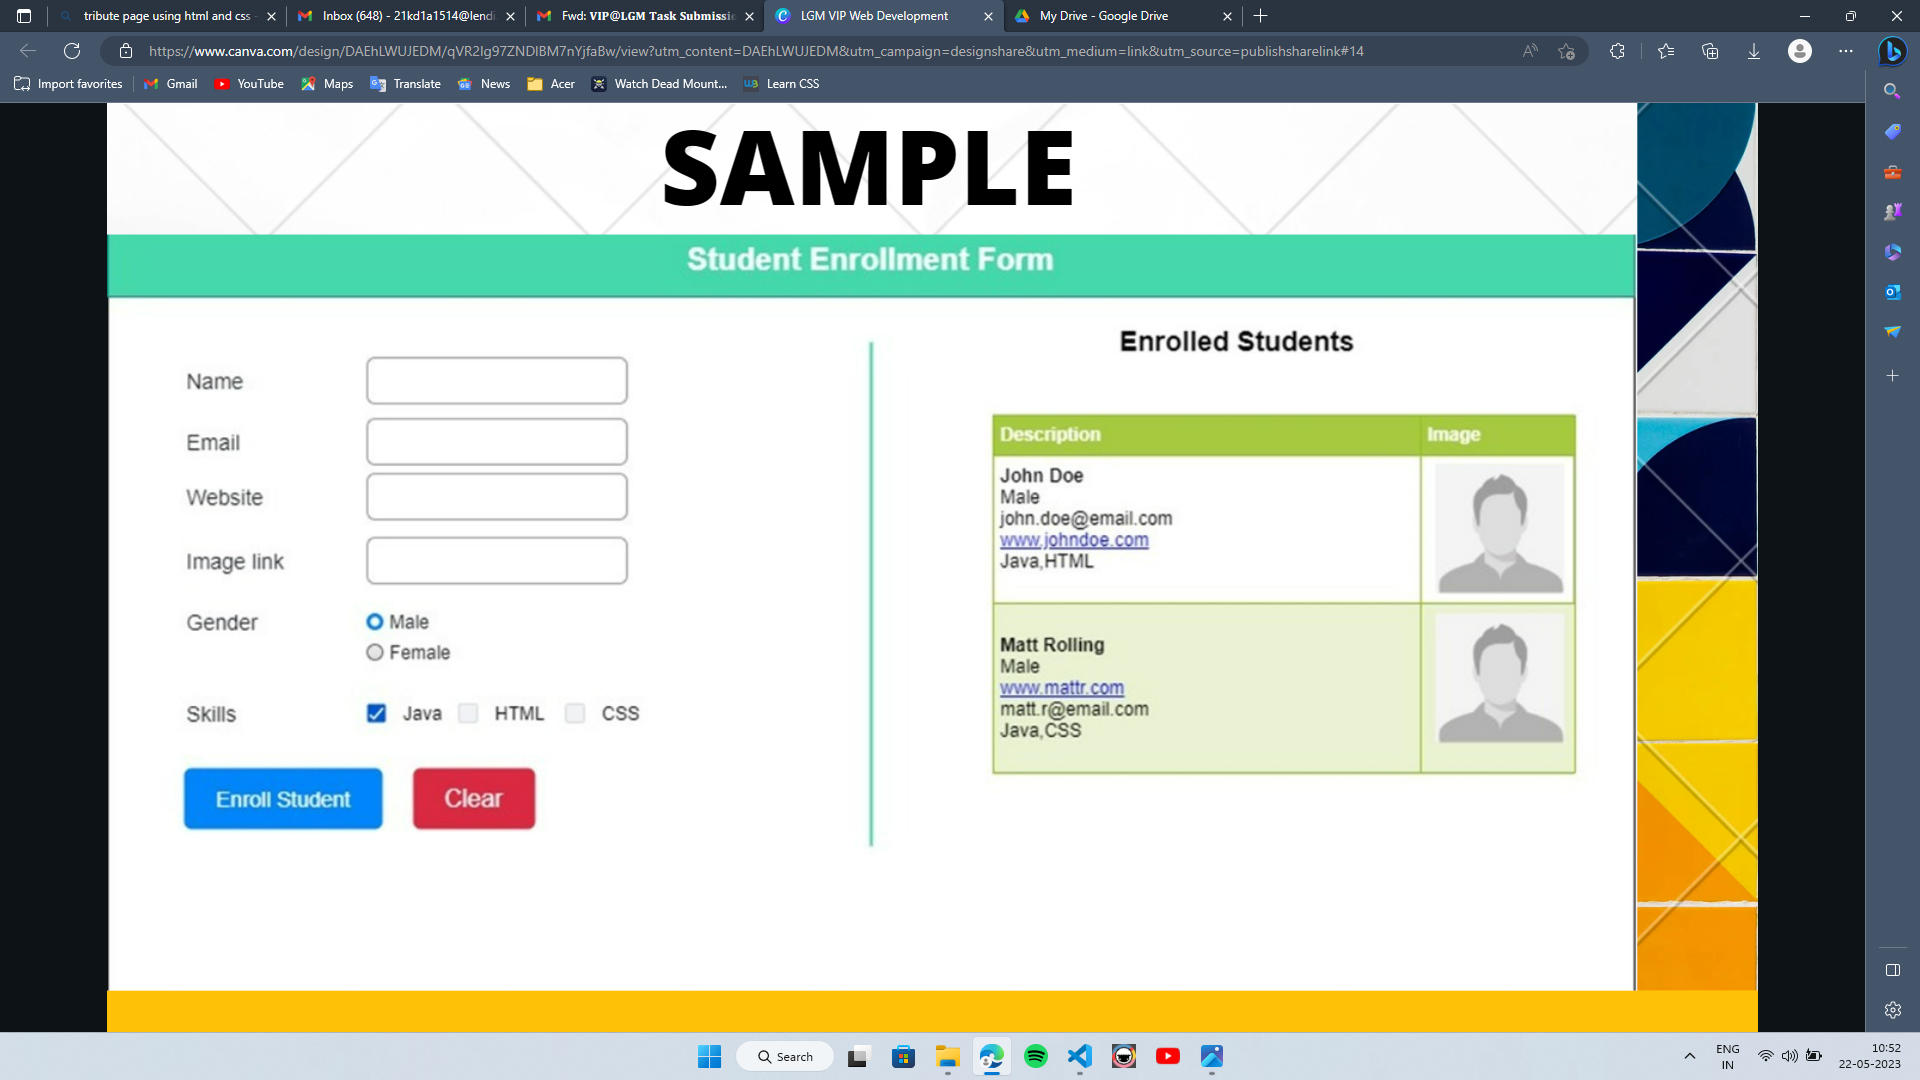 tribute page using html and css -
Inbox (648) - 21kd1a1514@lendi.
Fwd: VIP@LGM Task Submissi
LGM VIP Web Development
My Drive - Google Drive
https://www.canva.com/design/DAEhLWUJEDM/qVR2Ig97ZNDlBM7nYjfaBw/view?utm_content=DAEhLWUJEDM&utm_campaign=designshare&utm_medium=link&utm_source=publishsharelink#14
Import favorites
Gmail
YouTube
Maps
Translate
News
Acer
Watch Dead Mount...
Learn CSS
SAMPLE
Student Enrollment Form
Name
Email
Website
Image link
Gender
Male
Female
Skills
Java
HTML
CSS
Enroll Student
Clear
Enrolled Students
Description
Image
John Doe
Male
john.doe@email.com
www.johndoe.com
Java,HTML
Matt Rolling
Male
www.mattr.com
matt.r@email.com
Java,CSS
Search
ENG
IN
10:52
22-05-2023